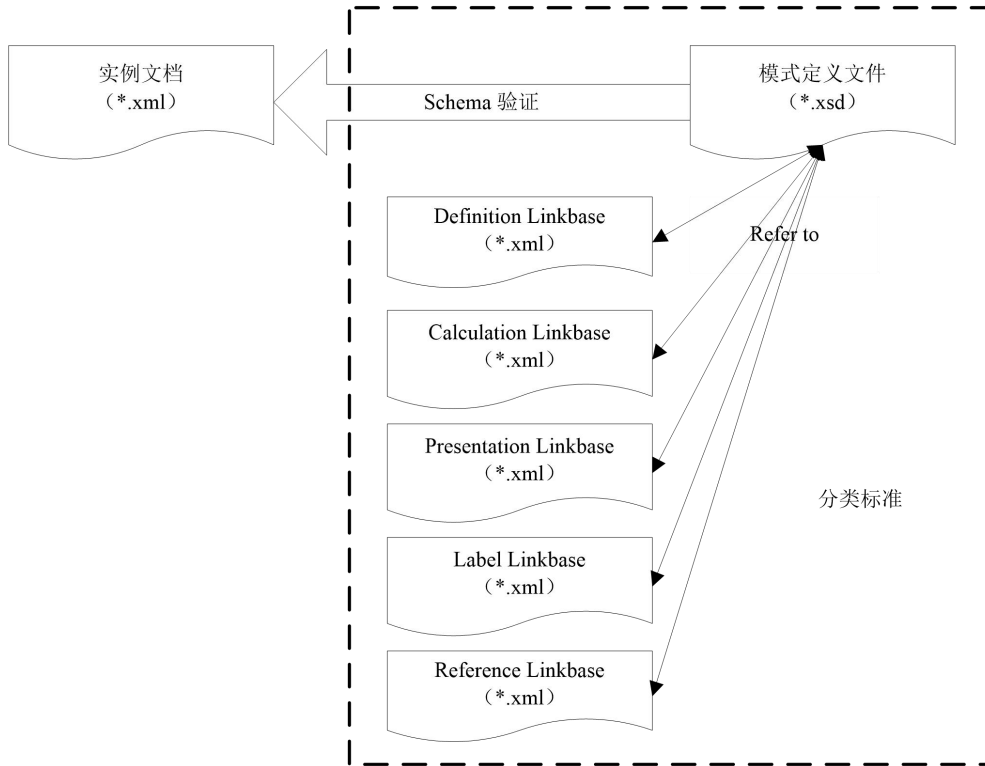 实例文档
（*.xml）
Schema 验证
模式定义文件
（*.xsd）
Definition Linkbase
（*.xml）
Refer to
Calculation Linkbase
（*.xml）
Presentation Linkbase
（*.xml）
分类标准
Label Linkbase
（*.xml）
Reference Linkbase
（*.xml）